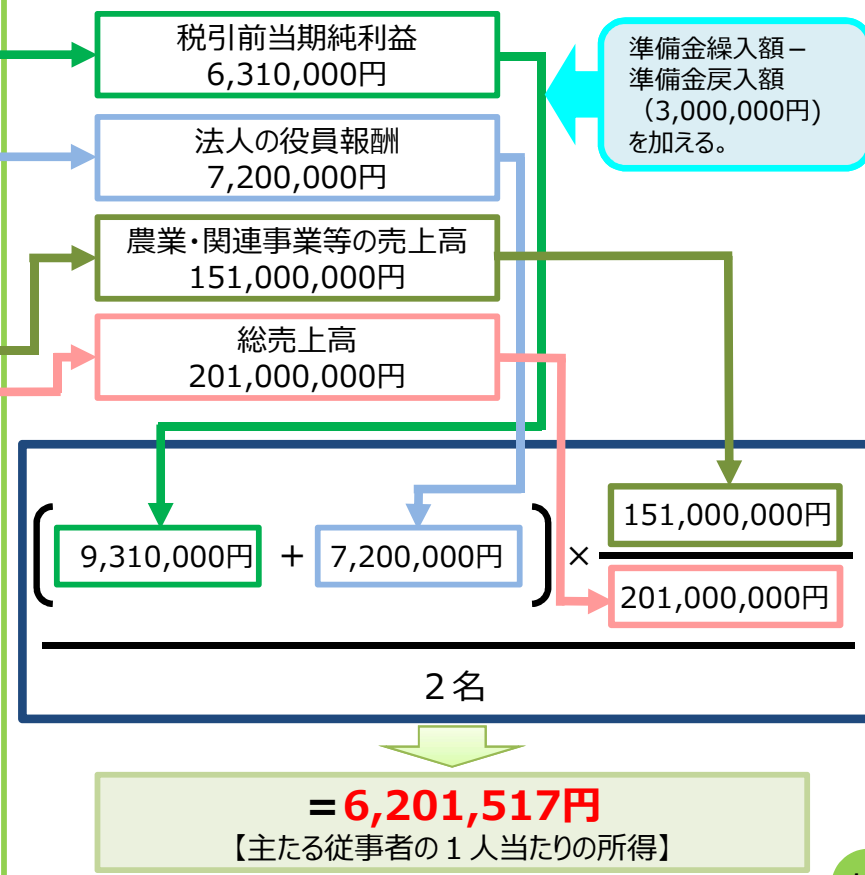 税引前当期純利益
6,310,000円
準備金繰入額－
準備金戻入額
（3,000,000円)
を加える。
法人の役員報酬
7,200,000円
農業・関連事業等の売上高
151,000,000円
総売上高
201,000,000円
9,310,000円 + 7,200,000円 × 151,000,000円
201,000,000円
２名
=6,201,517円
【主たる従事者の１人当たりの所得】